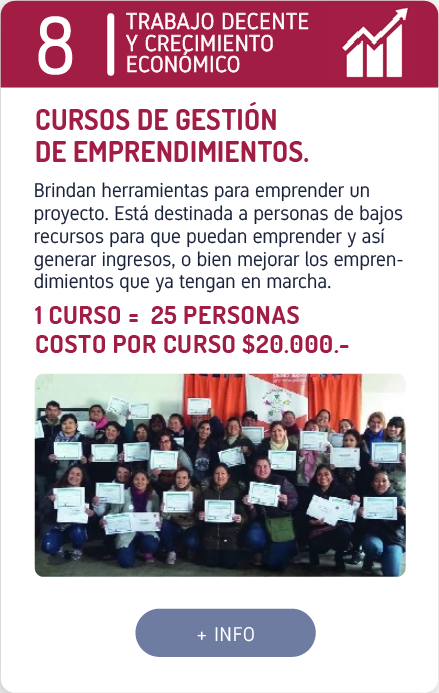 8
TRABAJO DECENTE
Y CRECIMIENTO
ECONÓMICO
CURSOS DE GESTIÓN
DE EMPRENDIMIENTOS.
Brindan herramientas para emprender un
proyecto. Está destinada a personas de bajos
recursos para que puedan emprender y así
generar ingresos, o bien mejorar los empren-
dimientos que ya tengan en marcha.
1 CURSO = 25 PERSONAS
COSTO POR CURSO $20.000.-
+ INFO